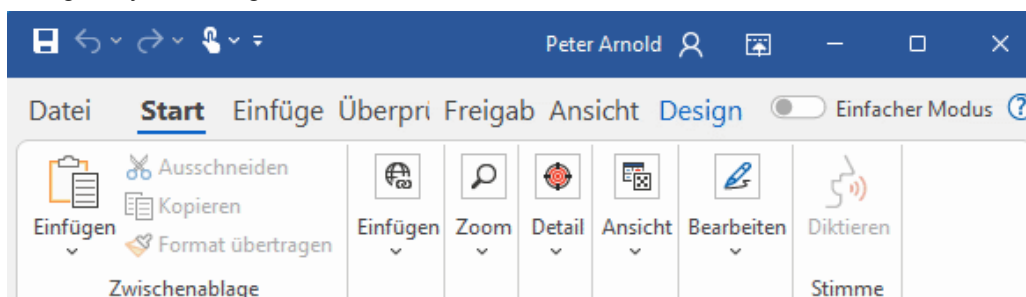 Peter Arnold
Datei Start Einfüge Überprü Freigab Ansicht Design Einfacher Modus
Ausschneiden
Kopieren
Einfügen Format übertragen Einfügen Zoom Detail Ansicht Bearbeiten Diktieren
Zwischenablage Stimme